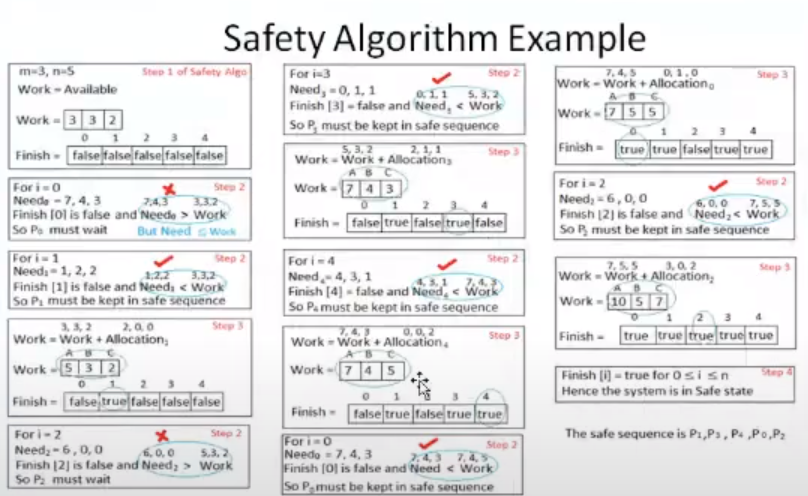 Safety Algorithm Example
m=3, n=5 Step 1 of Safety Algo
Work = Available
Work = 3 3 2
0 1 2 3 4
Finish = false false false false false
For i=0 Step 2
Need₀ = 7, 4, 3 7,4,3 3,3,2
Finish [0] is false and Need₀ > Work
So P₀ must wait But Need ≤ Work
For i = 1 Step 2
Need₁ = 1, 2, 2 1,2,2 3,3,2
Finish [1] is false and Need₁ < Work
So P₁ must be kept in safe sequence
3, 3, 2 2, 0, 0 Step 3
Work = Work + Allocation₁
A B C
Work = 5 3 2
0 1 2 3 4
Finish = false true false false false
For i = 2 Step 2
Need₂ = 6, 0, 0 6, 0, 0 5,3, 2
Finish [2] is false and Need₂ > Work
So P₂ must wait
For i=3 Step 2
Need₃ = 0, 1, 1 0, 1, 1 5, 3, 2
Finish [3] = false and Need₃ < Work
So P₃ must be kept in safe sequence
5, 3, 2 2, 1, 1 Step 3
Work = Work + Allocation₃
A B C
Work = 7 4 3
0 1 2 3 4
Finish = false true false true false
For i = 4 Step 2
Need₄ = 4, 3, 1 4, 3, 1 7, 4, 3
Finish [4] = false and Need₄ < Work
So P₄ must be kept in safe sequence
7, 4, 3 0, 0, 2 Step 3
Work = Work + Allocation₄
A B C
Work = 7 4 5
0 1 2 3 4
Finish = false true false true true
For i = 0 Step 2
Need₀ = 7, 4, 3 7, 4, 3 7, 4, 5
Finish [0] is false and Need < Work
So P₀ must be kept in safe sequence
7, 4, 5 0, 1, 0 Step 3
Work = Work + Allocation₀
A B C
Work = 7 5 5
0 1 2 3 4
Finish = true true false true true
For i = 2 Step 2
Need₂ = 6, 0, 0 6, 0, 0 7, 5, 5
Finish [2] is false and Need₂ < Work
So P₂ must be kept in safe sequence
7, 5, 5 3, 0, 2 Step 3
Work = Work + Allocation₂
A B C
Work = 10 5 7
0 1 2 3 4
Finish = true true true true true
Finish [i] = true for 0 ≤ i ≤ n Step 4
Hence the system is in Safe state
The safe sequence is P₁,P₃ , P₄ ,P₀,P₂